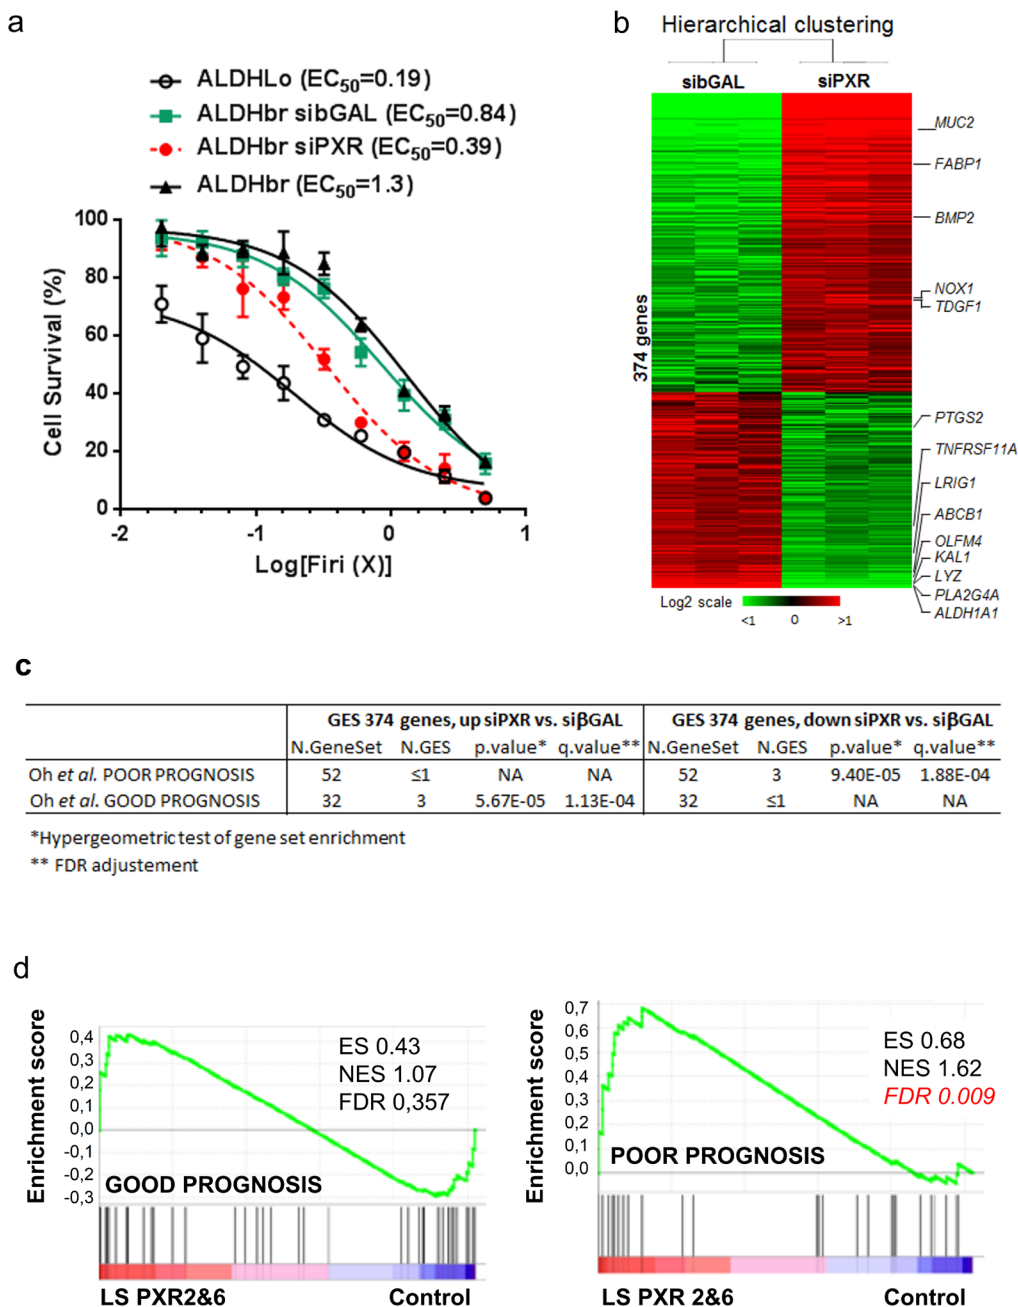 a
ALDHLo (EC50=0.19)
ALDHbr sibGAL (EC50=0.84)
ALDHbr siPXR (EC50=0.39)
ALDHbr (EC50=1.3)
Cell Survival (%)
100
80
60
40
20
0
-2
-1
0
1
Log[Firi (X)]
b
Hierarchical clustering
sibGAL
siPXR
374 genes
MUC2
FABP1
BMP2
NOX1
TDGF1
PTGS2
TNFRSF11A
LRIG1
ABCB1
OLFM4
KAL1
LYZ
PLA2G4A
ALDH1A1
Log2 scale
<1
0
>1
c
GES 374 genes, up siPXR vs. siβGAL
GES 374 genes, down siPXR vs. siβGAL
N.GeneSet N.GES p.value* q.value** N.GeneSet N.GES p.value* q.value**
Oh et al. POOR PROGNOSIS 52 ≤1 NA NA 52 3 9.40E-05 1.88E-04
Oh et al. GOOD PROGNOSIS 32 3 5.67E-05 1.13E-04 32 ≤1 NA NA
*Hypergeometric test of gene set enrichment
** FDR adjustement
d
Enrichment score
0,4
0,3
0,2
0,1
0,0
-0,1
-0,2
-0,3
ES 0.43
NES 1.07
FDR 0,357
GOOD PROGNOSIS
LS PXR2&6
Control
Enrichment score
0,7
0,6
0,5
0,4
0,3
0,2
0,1
0,0
ES 0.68
NES 1.62
FDR 0.009
POOR PROGNOSIS
LS PXR 2&6
Control